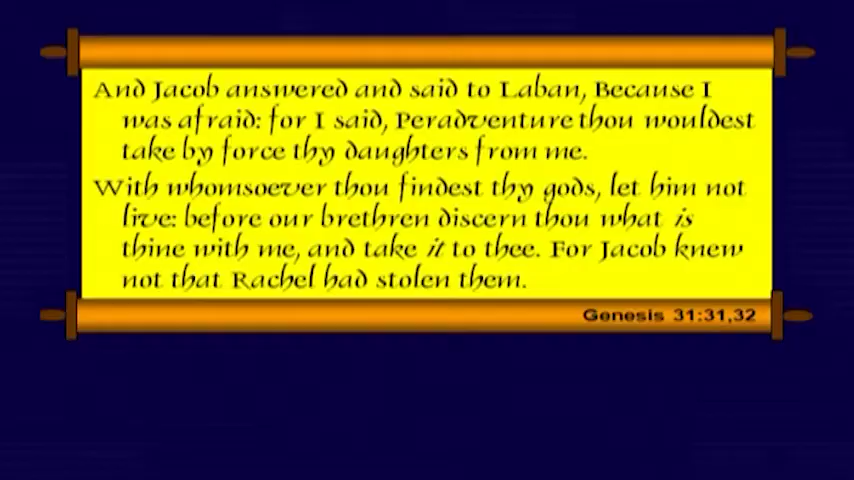 And Jacob answered and said to Laban, Because I
was afraid: for I said, Peradventure thou wouldest
take by force thy daughters from me.
With whomsoever thou findest thy gods, let him not
live: before our brethren discern thou what is
thine with me, and take it to thee. For Jacob knew
not that Rachel had stolen them.
Genesis 31:31,32